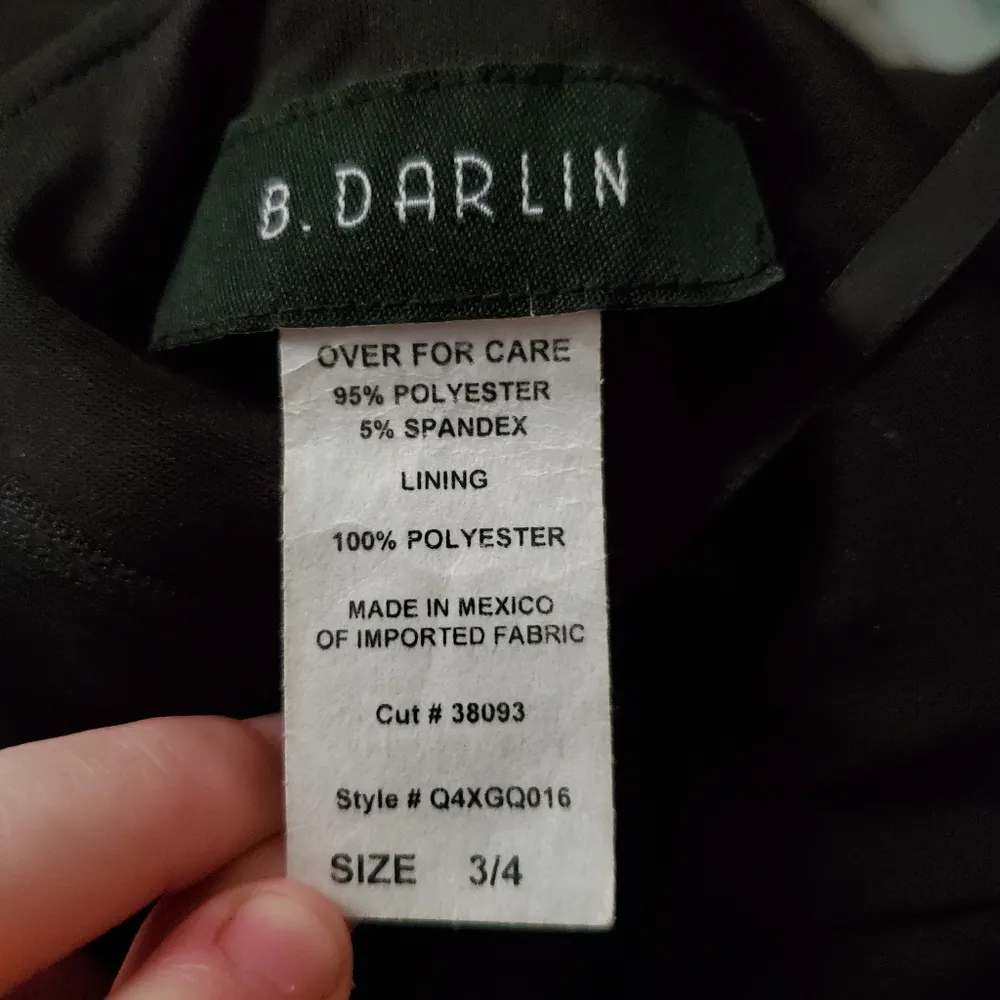 B. DARLIN
OVER FOR CARE
95% POLYESTER
5% SPANDEX
LINING
100% POLYESTER
MADE IN MEXICO
OF IMPORTED FABRIC
Cut # 38093
Style # Q4XGQ016
SIZE 3/4